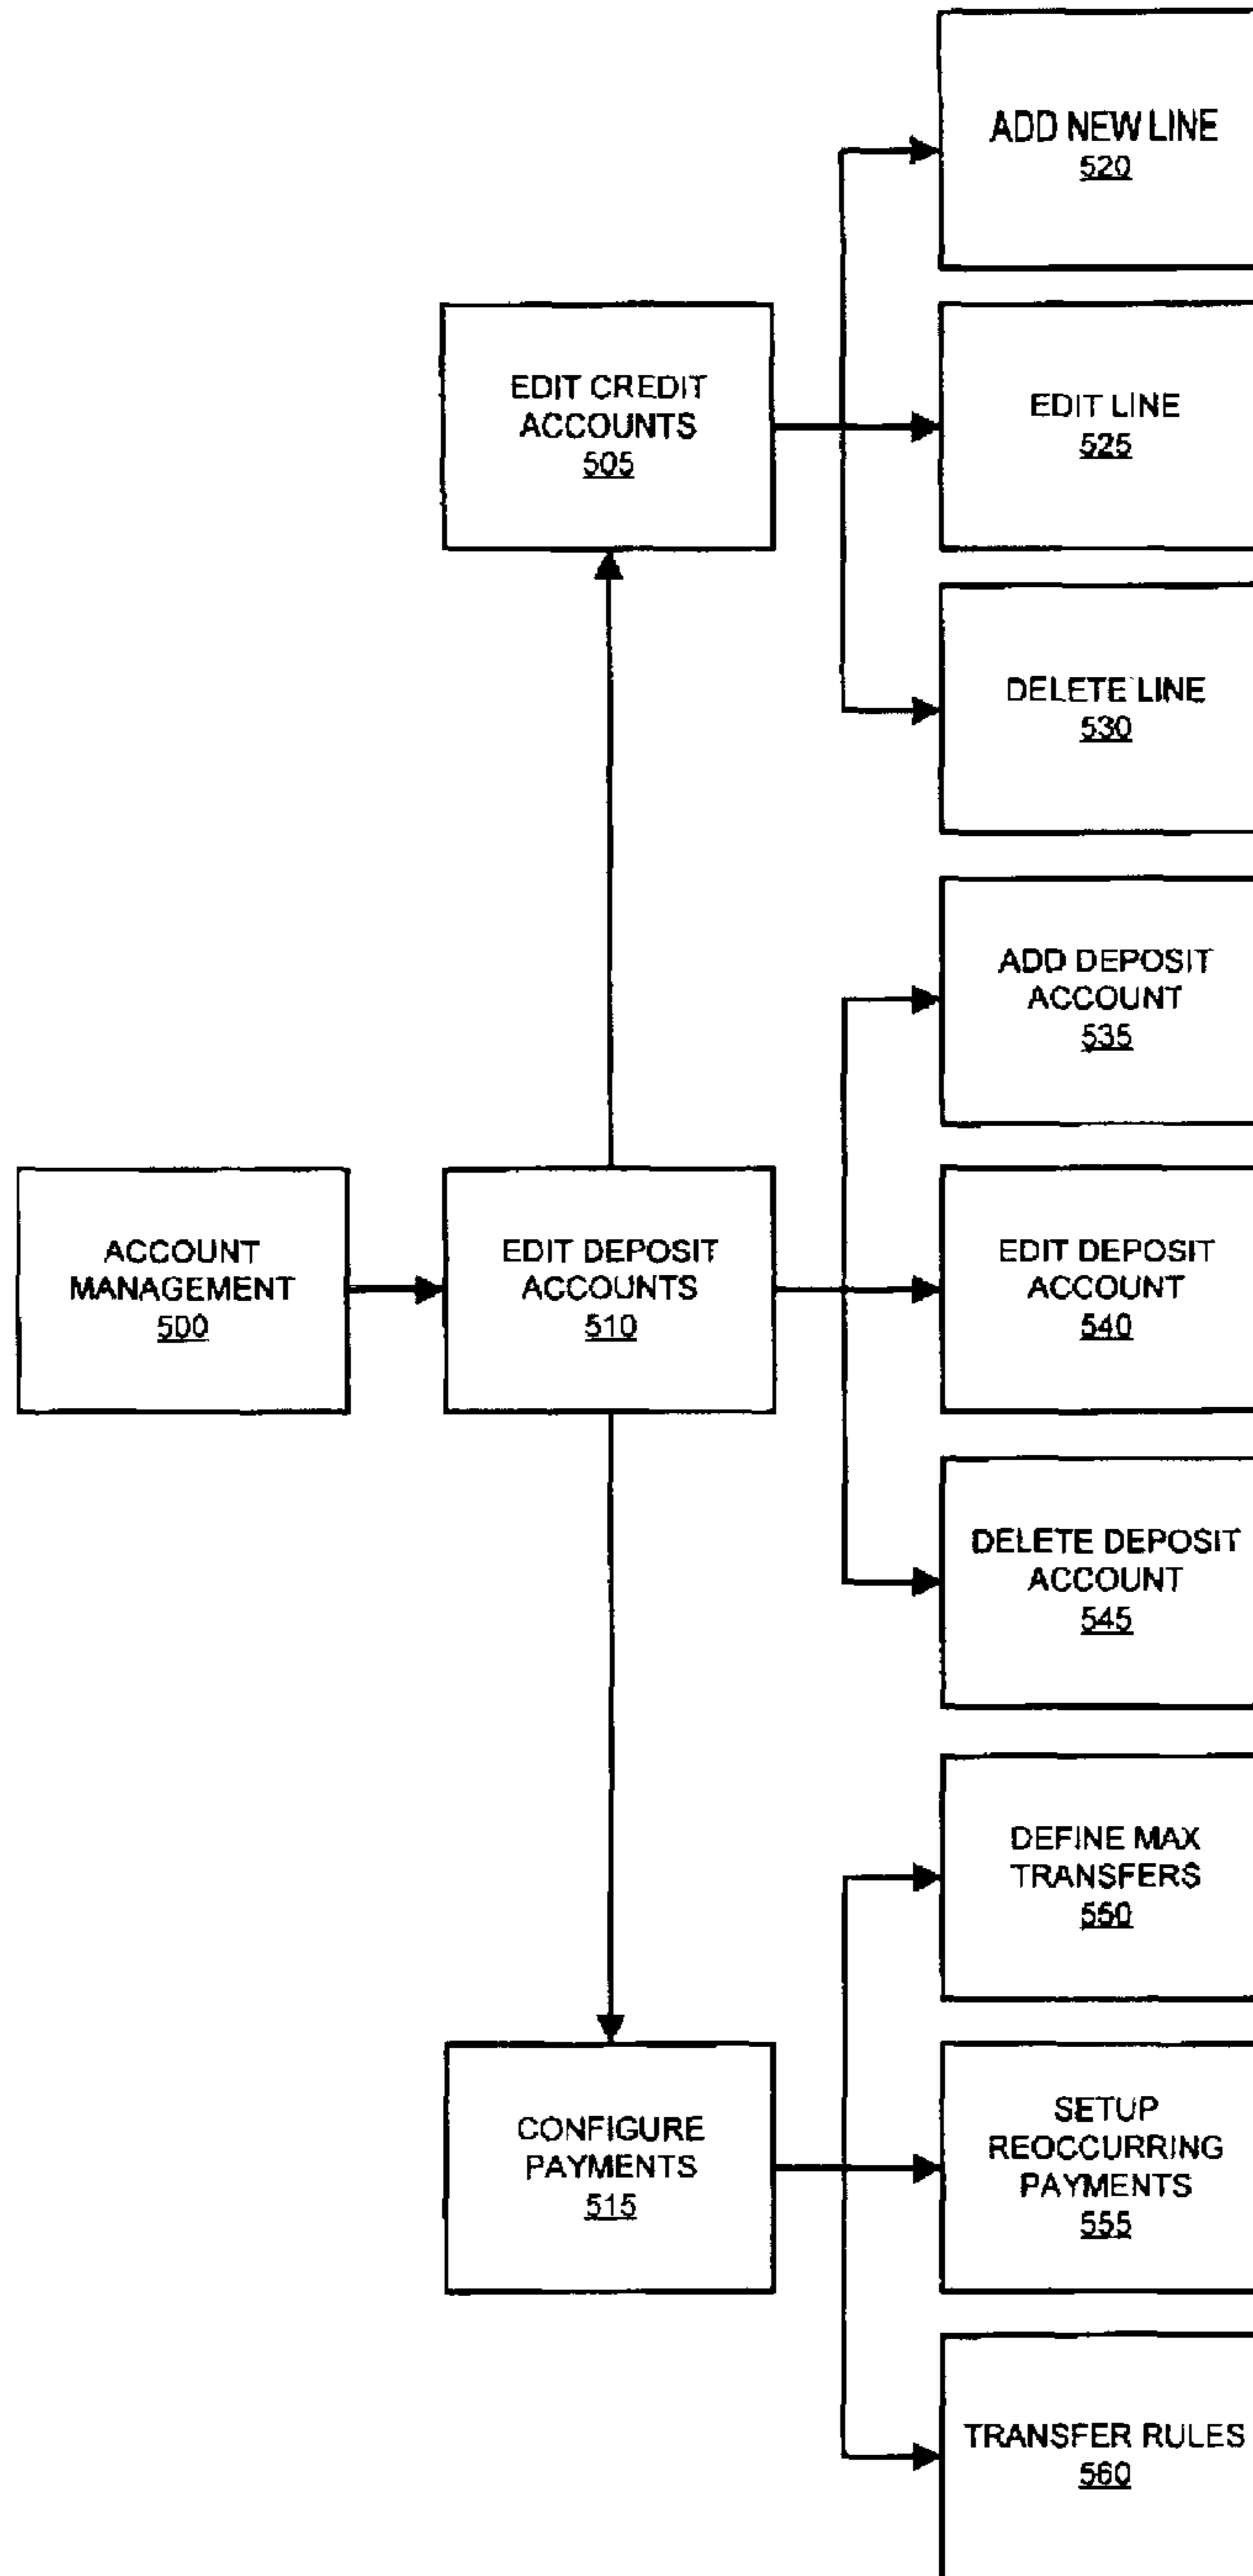 ADD NEW LINE
520
EDIT CREDIT
ACCOUNTS
505
EDIT LINE
525
DELETE LINE
530
ADD DEPOSIT
ACCOUNT
535
ACCOUNT
MANAGEMENT
500
EDIT DEPOSIT
ACCOUNTS
510
EDIT DEPOSIT
ACCOUNT
540
DELETE DEPOSIT
ACCOUNT
545
DEFINE MAX
TRANSFERS
550
CONFIGURE
PAYMENTS
515
SETUP
REOCCURRING
PAYMENTS
555
TRANSFER RULES
560